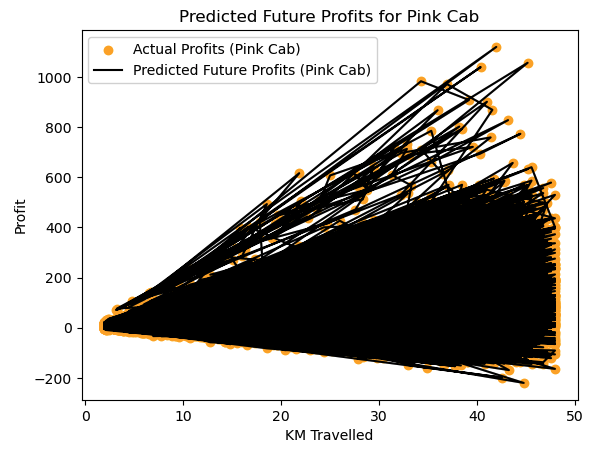 Predicted Future Profits for Pink Cab
Actual Profits (Pink Cab)
Predicted Future Profits (Pink Cab)
1000
800
600
400
200
0
−200
Profit
0 10 20 30 40 50
KM Travelled